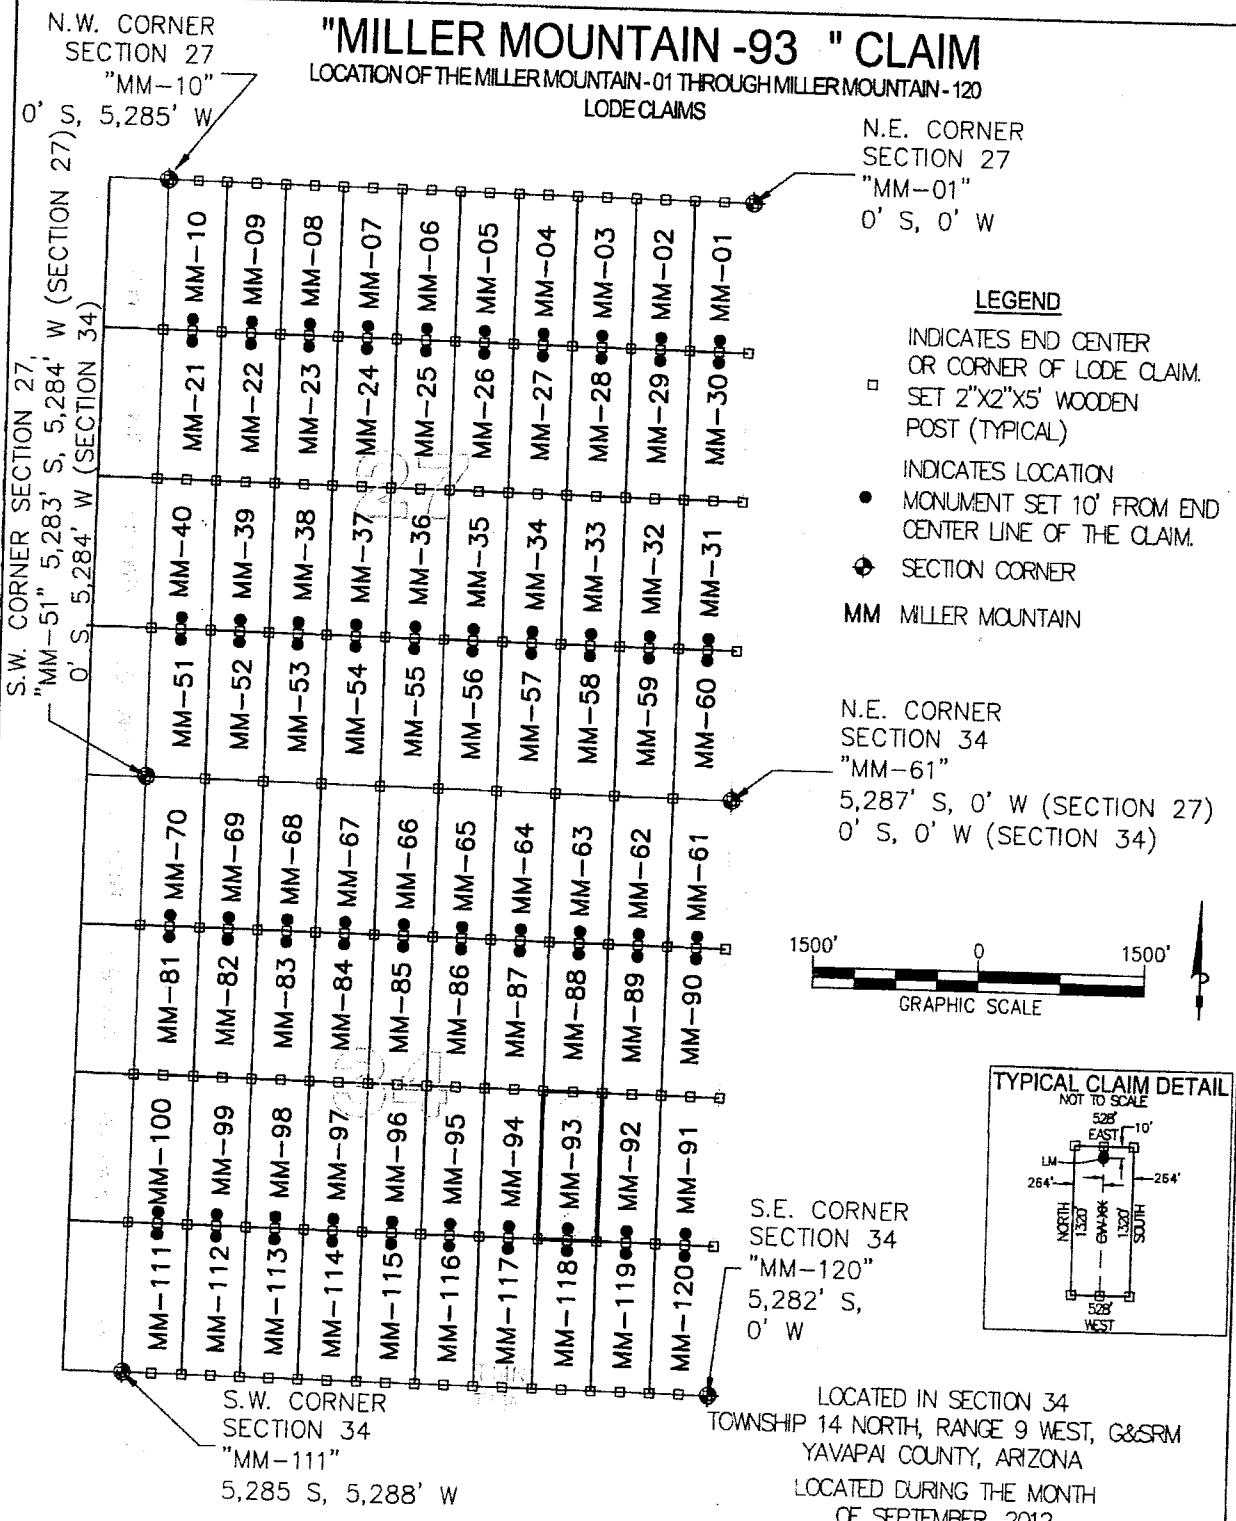 "MILLER MOUNTAIN -93 " CLAIM
LOCATION OF THE MILLER MOUNTAIN - 01 THROUGH MILLER MOUNTAIN - 120
LODE CLAIMS
N.W. CORNER
SECTION 27
"MM-10"
0' S, 5,285' W
N.E. CORNER
SECTION 27
"MM-01"
0' S, 0' W
S.W. CORNER SECTION 27,
"MM-51" 5,283' S, 5,284' W (SECTION 27)
0' S, 5,284' W (SECTION 34)
MM-10 MM-09 MM-08 MM-07 MM-06 MM-05 MM-04 MM-03 MM-02 MM-01
MM-21 MM-22 MM-23 MM-24 MM-25 MM-26 MM-27 MM-28 MM-29 MM-30
27
MM-40 MM-39 MM-38 MM-37 MM-36 MM-35 MM-34 MM-33 MM-32 MM-31
MM-51 MM-52 MM-53 MM-54 MM-55 MM-56 MM-57 MM-58 MM-59 MM-60
MM-70 MM-69 MM-68 MM-67 MM-66 MM-65 MM-64 MM-63 MM-62 MM-61
MM-81 MM-82 MM-83 MM-84 MM-85 MM-86 MM-87 MM-88 MM-89 MM-90
34
MM-100 MM-99 MM-98 MM-97 MM-96 MM-95 MM-94 MM-93 MM-92 MM-91
MM-111 MM-112 MM-113 MM-114 MM-115 MM-116 MM-117 MM-118 MM-119 MM-120
LEGEND
INDICATES END CENTER
OR CORNER OF LODE CLAIM.
SET 2"X2"X5' WOODEN
POST (TYPICAL)
INDICATES LOCATION
MONUMENT SET 10' FROM END
CENTER LINE OF THE CLAIM.
SECTION CORNER
MM MILLER MOUNTAIN
N.E. CORNER
SECTION 34
"MM-61"
5,287' S, 0' W (SECTION 27)
0' S, 0' W (SECTION 34)
1500' 0 1500'
GRAPHIC SCALE
TYPICAL CLAIM DETAIL
NOT TO SCALE
528'
EAST 10'
LM
264' 264'
NORTH
1320'
1320'
SOUTH
528'
WEST
S.E. CORNER
SECTION 34
"MM-120"
5,282' S,
0' W
S.W. CORNER
SECTION 34
"MM-111"
5,285 S, 5,288' W
LOCATED IN SECTION 34
TOWNSHIP 14 NORTH, RANGE 9 WEST, G&SRM
YAVAPAI COUNTY, ARIZONA
LOCATED DURING THE MONTH
OF SEPTEMBER, 2012